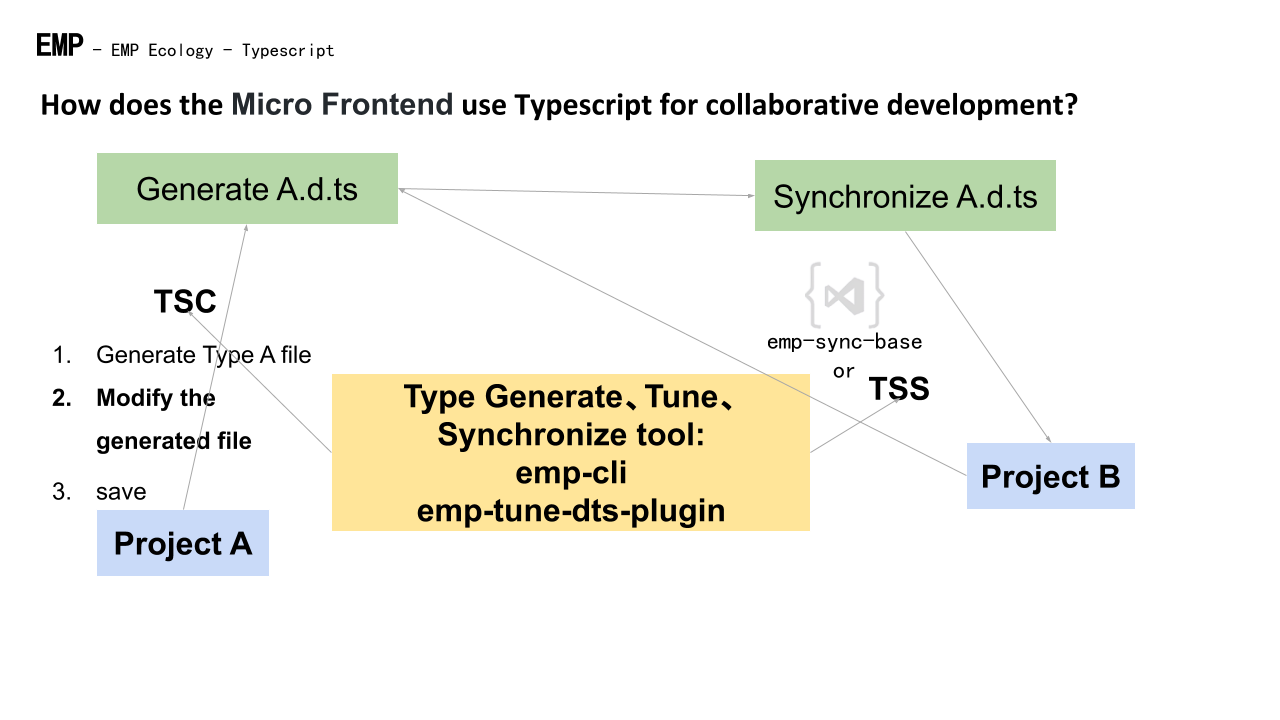 EMP - EMP Ecology - Typescript
How does the Micro Frontend use Typescript for collaborative development?
Generate A.d.ts
Synchronize A.d.ts
TSC
1. Generate Type A file
2. Modify the
generated file
3. save
Project A
Type Generate、Tune、
Synchronize tool:
emp-cli
emp-tune-dts-plugin
emp-sync-base
or
TSS
Project B